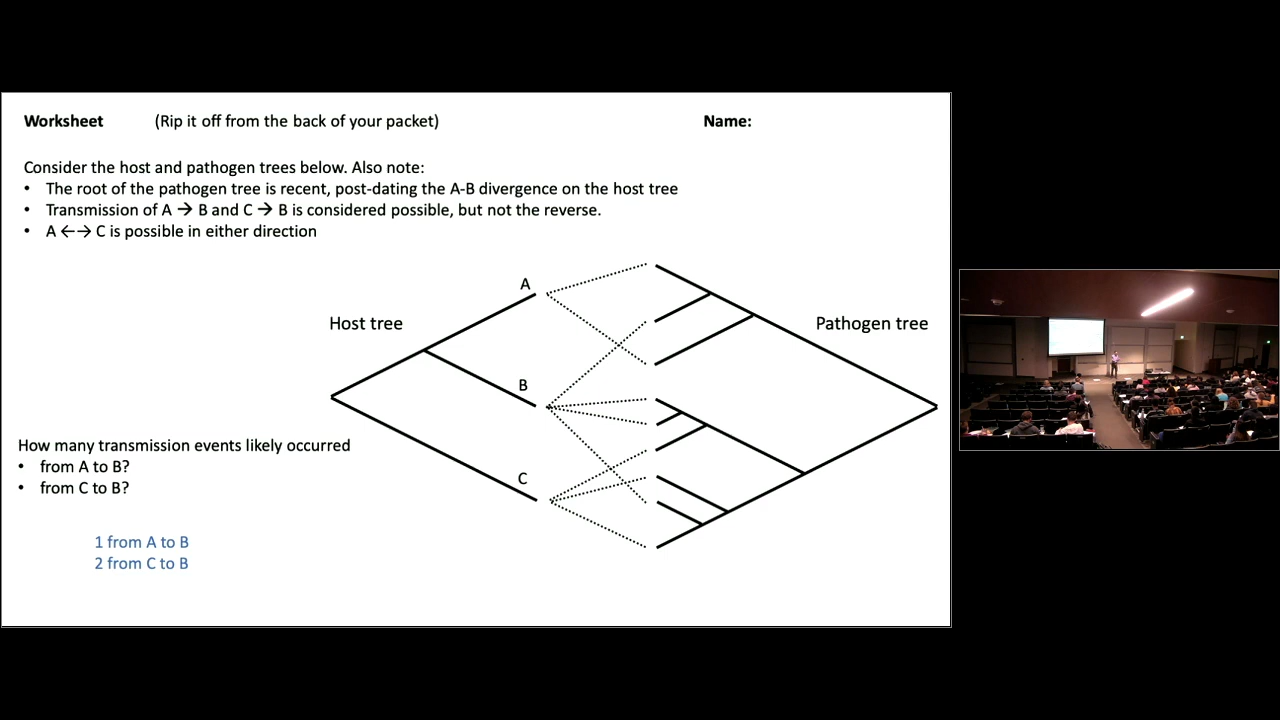 Worksheet (Rip it off from the back of your packet) Name:
Consider the host and pathogen trees below. Also note:
• The root of the pathogen tree is recent, post-dating the A-B divergence on the host tree
• Transmission of A → B and C → B is considered possible, but not the reverse.
• A ←→ C is possible in either direction
A
Host tree
Pathogen tree
B
How many transmission events likely occurred
• from A to B?
• from C to B?
C
1 from A to B
2 from C to B